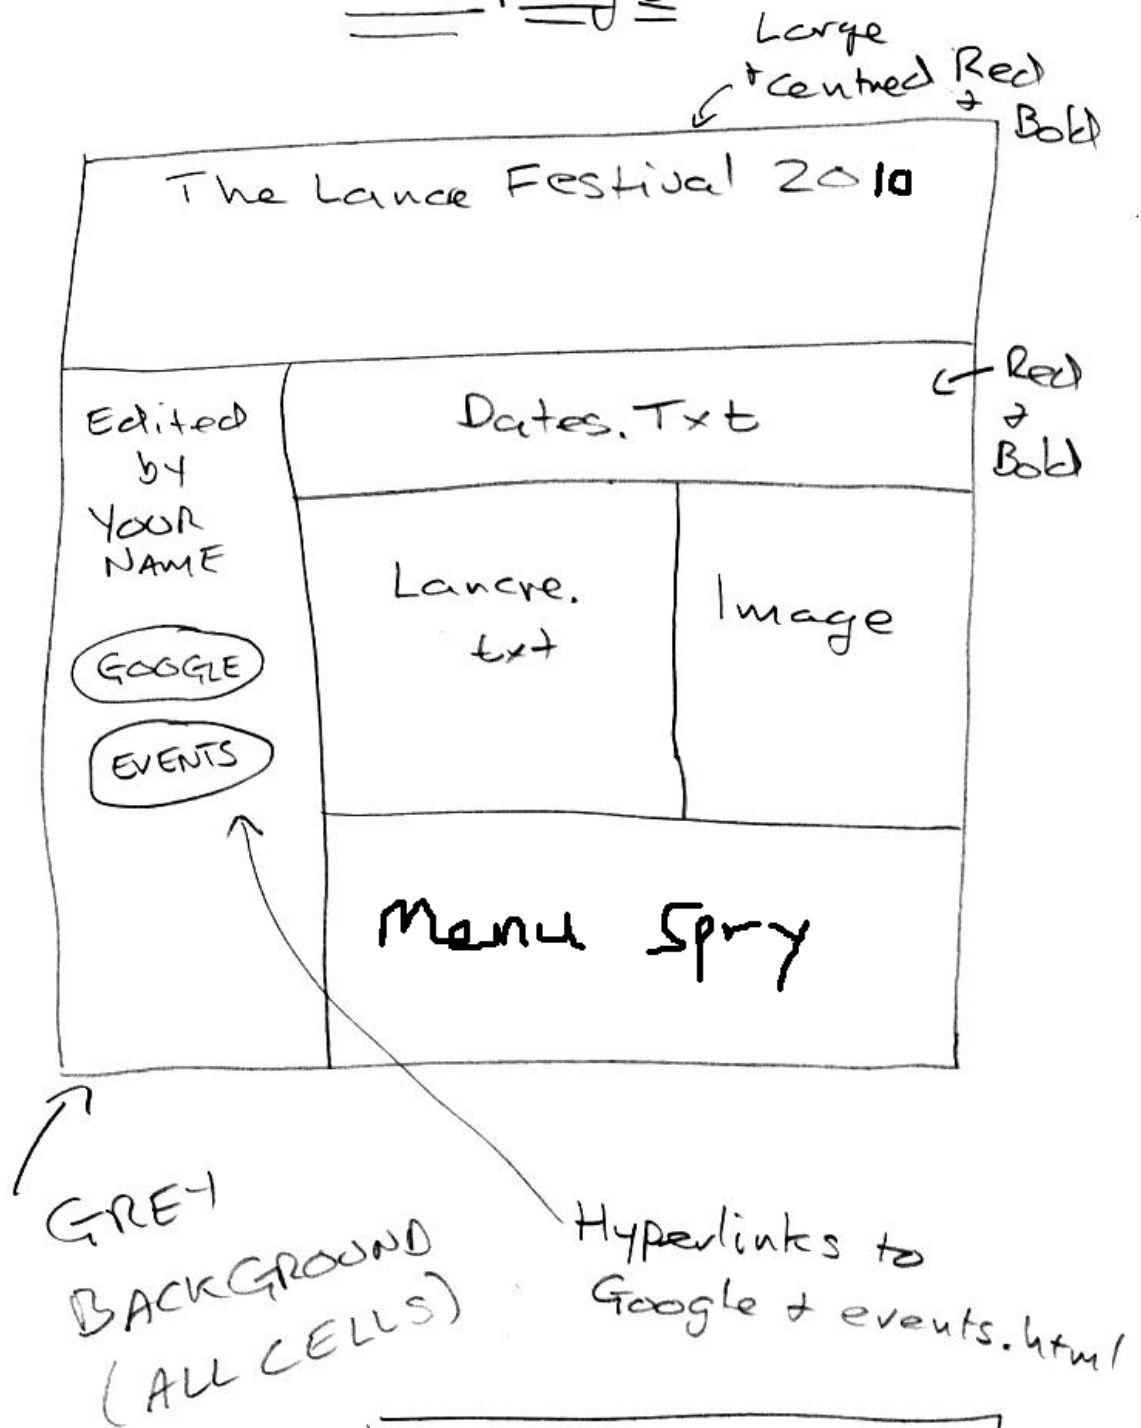 Large
+ centred Red
+
Bold
The Lance Festival 2010
Red
+
Bold
Dates.Txt
Edited
by
YOUR
NAME
GOOGLE
EVENTS
Lancre.
txt
Image
Menu Spry
GREY
BACKGROUND
(ALL CELLS)
Hyperlinks to
Google + events.html